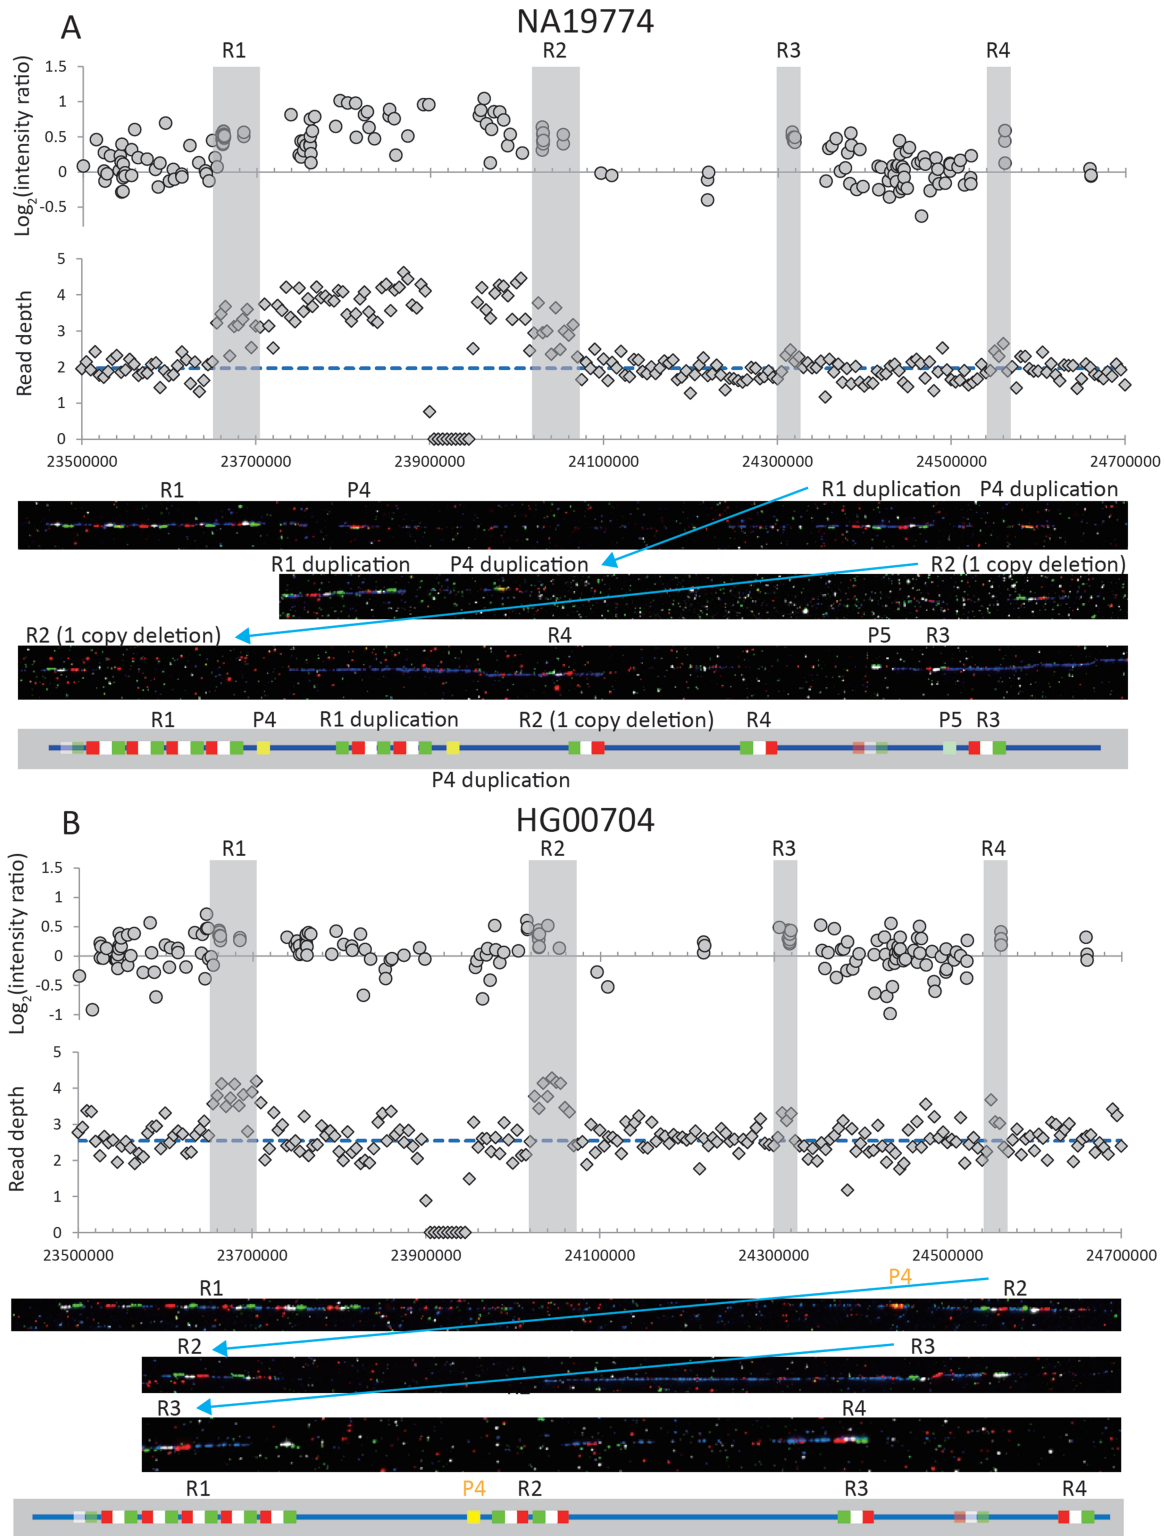 A
NA19774
R1
R2
R3
R4
Log2(intensity ratio)
1.5
1
0.5
0
-0.5
Read depth
5
4
3
2
1
0
23500000
23700000
23900000
24100000
24300000
24500000
24700000
R1
P4
R1 duplication
P4 duplication
R1 duplication
P4 duplication
R2 (1 copy deletion)
R2 (1 copy deletion)
R4
P5
R3
R1
P4
R1 duplication
R2 (1 copy deletion)
R4
P5
R3
P4 duplication
B
HG00704
R1
R2
R3
R4
Log2(intensity ratio)
1.5
1
0.5
0
-0.5
-1
Read depth
5
4
3
2
1
0
23500000
23700000
23900000
24100000
24300000
24500000
24700000
R1
P4
R2
R2
R3
R3
R4
R1
P4
R2
R3
R4